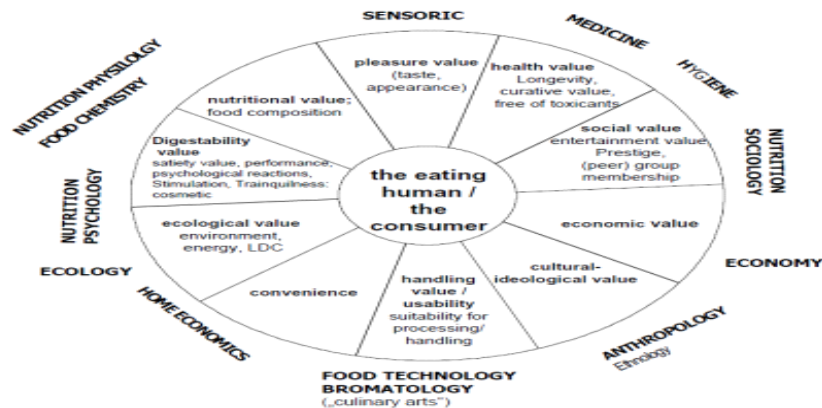 SENSORIC
MEDICINE
HYGIENE
NUTRITION
SOCIOLOGY
ECONOMY
ANTHROPOLOGY
Ethnology
FOOD TECHNOLOGY
BROMATOLOGY
(„culinary arts")
HOME ECONOMICS
ECOLOGY
NUTRITION
PSYCHOLOGY
NUTRITION PHYSILOGY
FOOD CHEMISTRY
pleasure value
(taste,
appearance)
health value
Longevity,
curative value,
free of toxicants
social value
entertainment value
Prestige,
(peer) group
membership
economic value
cultural-
ideological value
handling
value /
usability
suitability for
processing/
handling
convenience
ecological value
environment,
energy, LDC
Digestability
value
satiety value, performance,
psychological reactions,
Stimulation, Trainquilness:
cosmetic
nutritional value;
food composition
the eating
human /
the
consumer